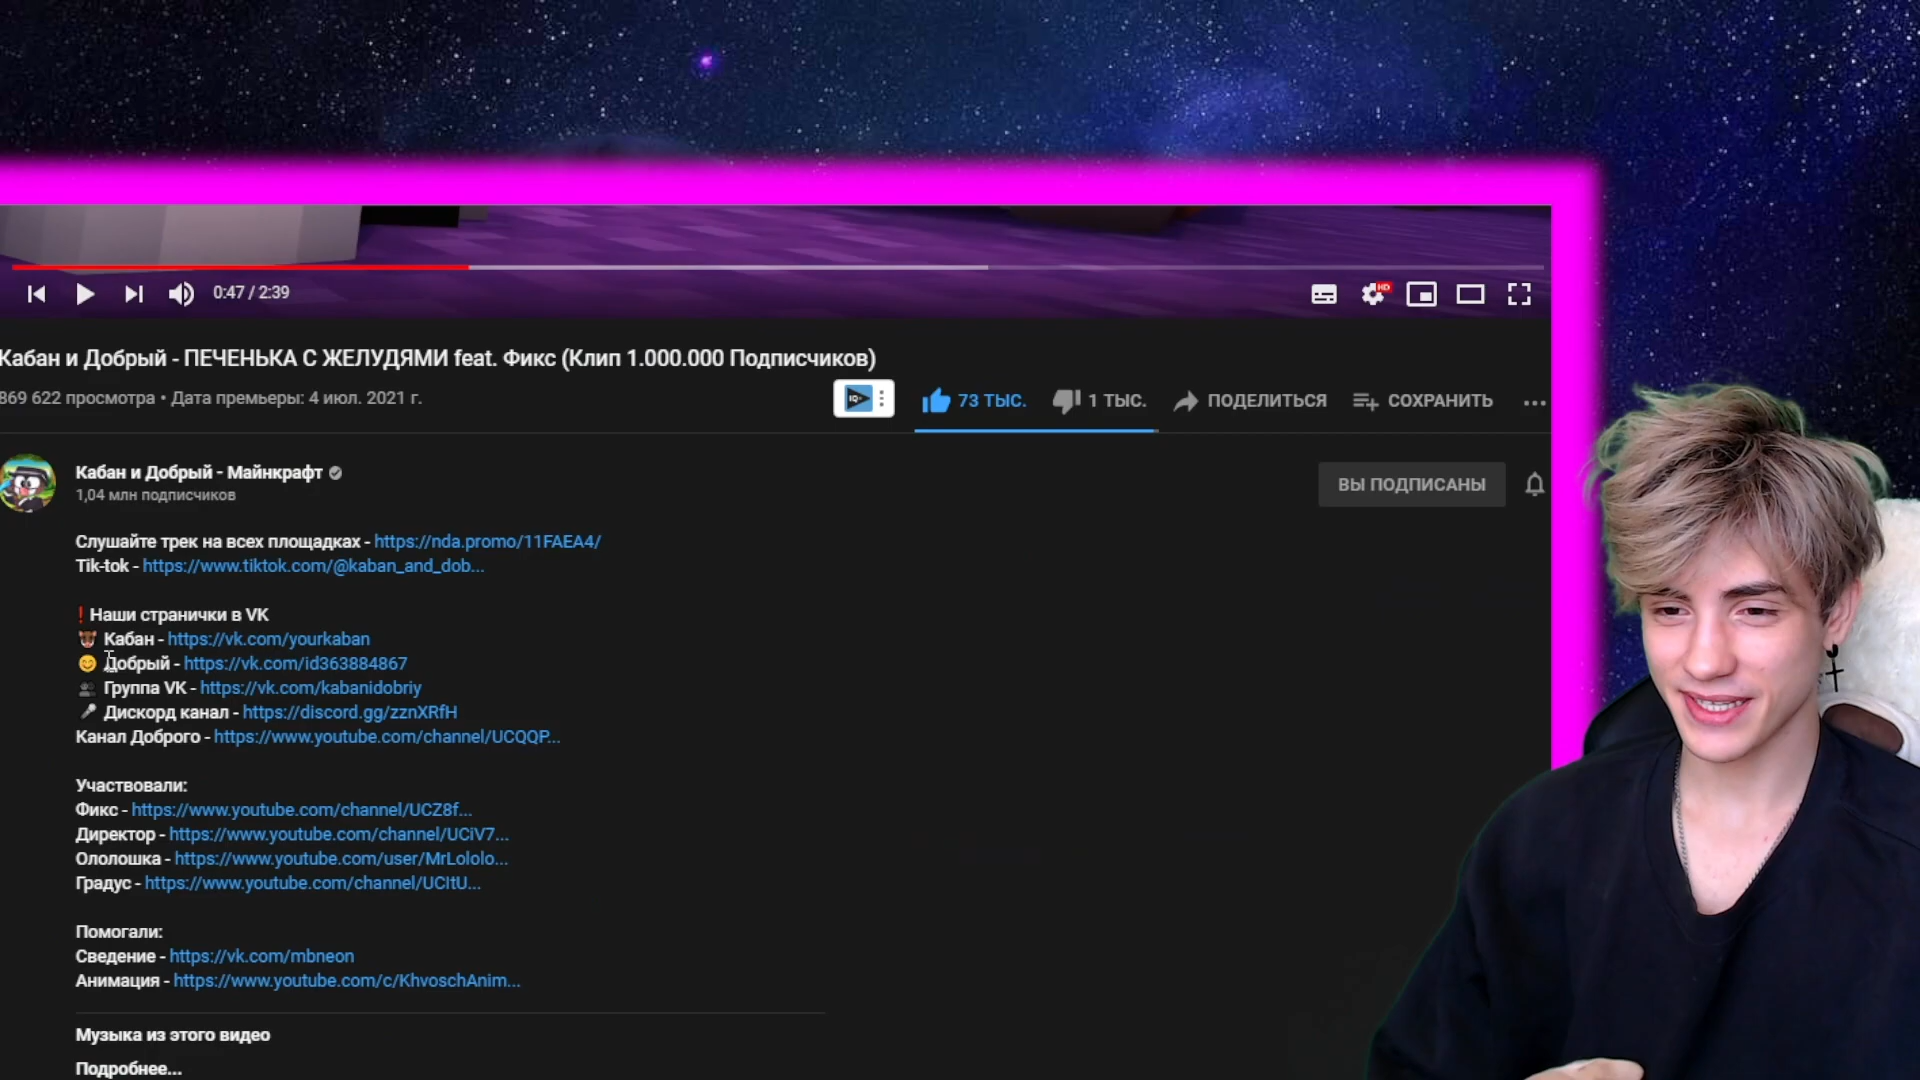 0:47 / 2:39
HD
Кабан и Добрый - ПЕЧЕНЬКА С ЖЕЛУДЯМИ feat. Фикс (Клип 1.000.000 Подписчиков)
869 622 просмотра • Дата премьеры: 4 июл. 2021 г.
IQ
73 ТЫС.
1 ТЫС.
ПОДЕЛИТЬСЯ
СОХРАНИТЬ
Кабан и Добрый - Майнкрафт
1,04 млн подписчиков
ВЫ ПОДПИСАНЫ
Слушайте трек на всех площадках - https://nda.promo/11FAEA4/
Tik-tok - https://www.tiktok.com/@kaban_and_dob...
❗Наши странички в VK
Кабан - https://vk.com/yourkaban
Добрый - https://vk.com/id363884867
Группа VK - https://vk.com/kabanidobriy
Дискорд канал - https://discord.gg/zznXRfH
Канал Доброго - https://www.youtube.com/channel/UCQQP...
Участвовали:
Фикс - https://www.youtube.com/channel/UCZ8f...
Директор - https://www.youtube.com/channel/UCiV7...
Ололошка - https://www.youtube.com/user/MrLololo...
Градус - https://www.youtube.com/channel/UCItU...
Помогали:
Сведение - https://vk.com/mbneon
Анимация - https://www.youtube.com/c/KhvoschAnim...
Музыка из этого видео
Подробнее...